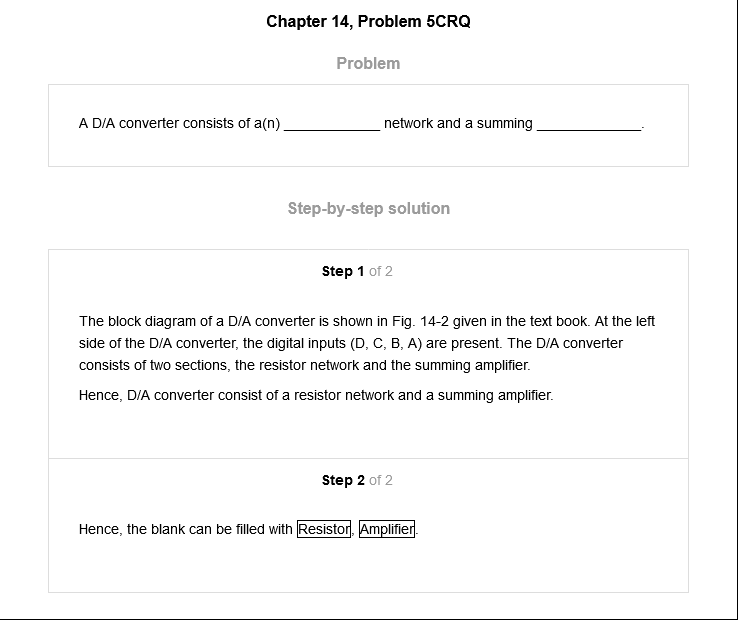 Chapter 14, Problem 5CRQ
Problem
A D/A converter consists of a(n) ____________ network and a summing _____________.
Step-by-step solution
Step 1 of 2
The block diagram of a D/A converter is shown in Fig. 14-2 given in the text book. At the left
side of the D/A converter, the digital inputs (D, C, B, A) are present. The D/A converter
consists of two sections, the resistor network and the summing amplifier.
Hence, D/A converter consist of a resistor network and a summing amplifier.
Step 2 of 2
Hence, the blank can be filled with Resistor, Amplifier.